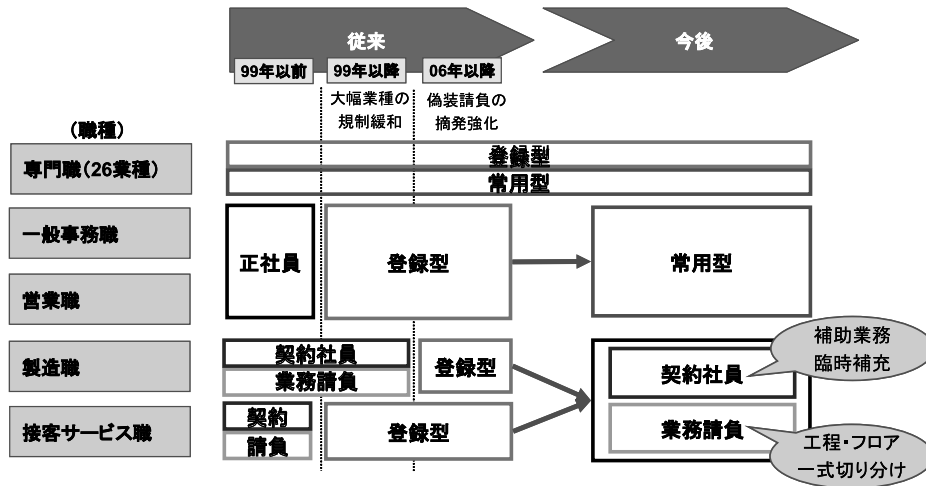 従来
今後
99年以前
99年以降
06年以降
大幅業種の
規制緩和
偽装請負の
摘発強化
(職種)
専門職(26業種)
登録型
常用型
一般事務職
営業職
正社員
登録型
常用型
製造職
契約社員
業務請負
登録型
接客サービス職
契約
請負
登録型
契約社員
業務請負
補助業務
臨時補充
工程・フロア
一式切り分け